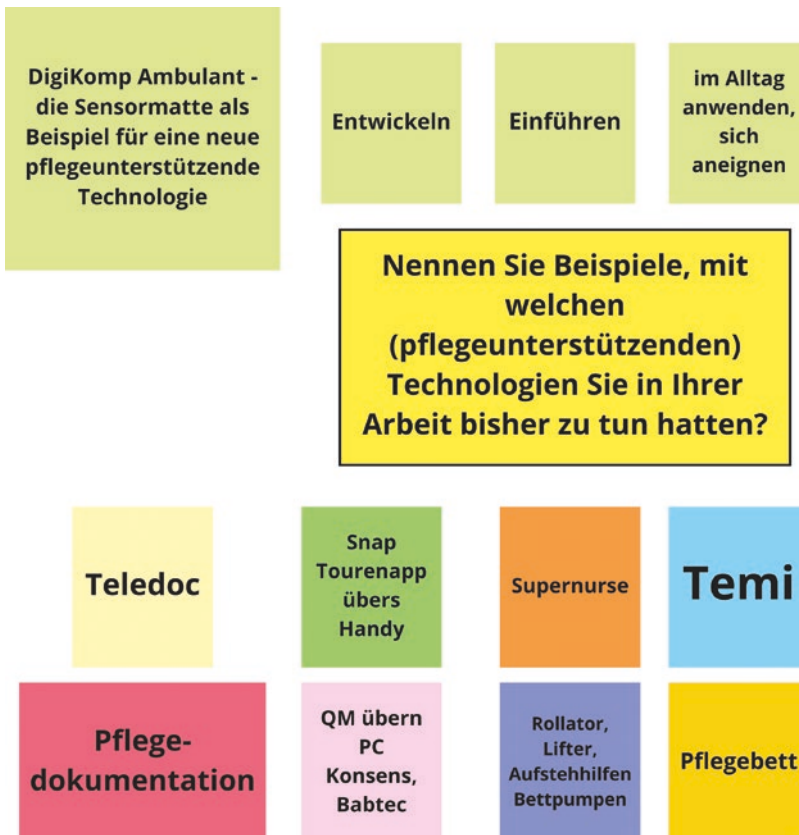 DigiKomp Ambulant -
die Sensormatte als
Beispiel für eine neue
pflegeunterstützende
Technologie
Entwickeln
Einführen
im Alltag
anwenden,
sich
aneignen
Nennen Sie Beispiele, mit
welchen
(pflegeunterstützenden)
Technologien Sie in Ihrer
Arbeit bisher zu tun hatten?
Teledoc
Snap
Tourenapp
übers
Handy
Supernurse
Temi
Pflege-
dokumentation
QM übern
PC
Konsens,
Babtec
Rollator,
Lifter,
Aufstehhilfen
Bettpumpen
Pflegebett